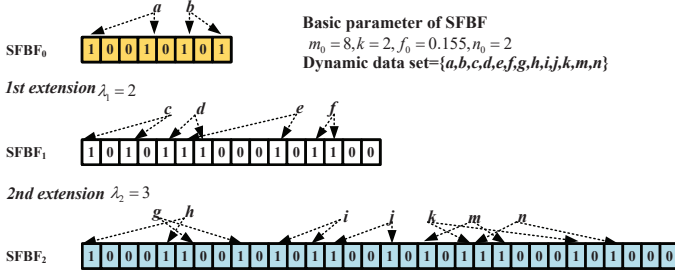 a b
SFBF0 1 0 0 1 0 1 0 1
Basic parameter of SFBF
m0 = 8, k = 2, f0 = 0.155, n0 = 2
Dynamic data set={a,b,c,d,e,f,g,h,i,j,k,m,n}
1st extension λ1 = 2
c d e f
SFBF1 1 0 1 0 1 1 1 0 0 0 1 0 1 1 0 0
2nd extension λ2 = 3
g h i j k m n
SFBF2 1 0 0 0 1 1 0 0 1 0 1 0 1 1 0 0 1 0 1 0 1 1 1 0 0 0 1 0 1 0 0 0